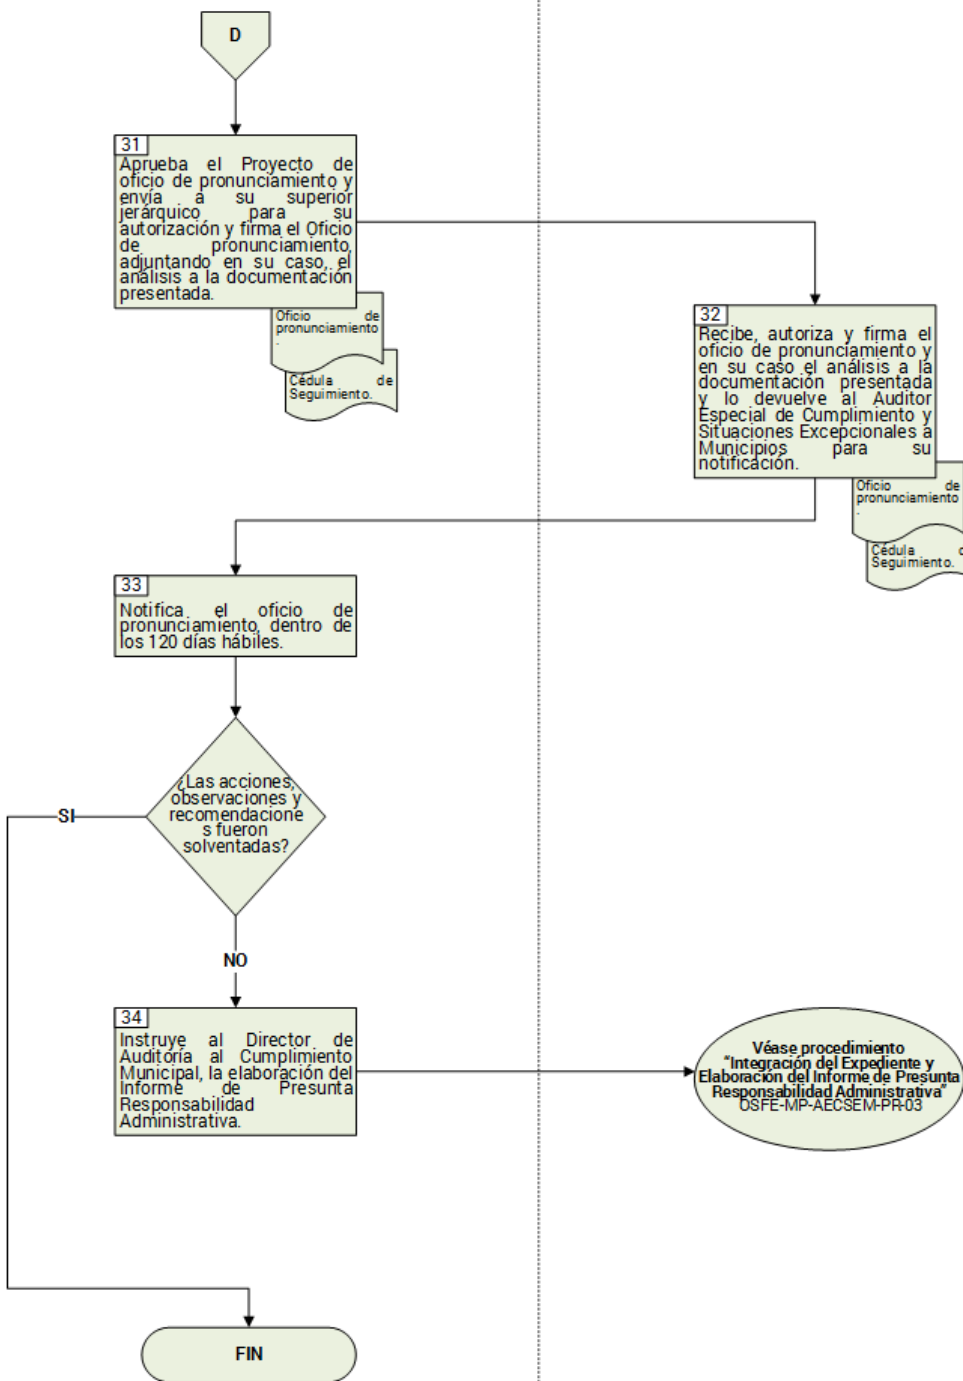 D
31
Aprueba el Proyecto de
oficio de pronunciamiento y
envía a su superior
jerárquico para su
autorización y firma el Oficio
de pronunciamiento,
adjuntando en su caso, el
análisis a la documentación
presentada.
Oficio de
pronunciamiento
.
Cédula de
Seguimiento.
32
Recibe, autoriza y firma el
oficio de pronunciamiento y
en su caso el análisis a la
documentación presentada
y lo devuelve al Auditor
Especial de Cumplimiento y
Situaciones Excepcionales a
Municipios para su
notificación.
Oficio de
pronunciamiento
.
Cédula
Seguimiento.
33
Notifica el oficio de
pronunciamiento, dentro de
los 120 días hábiles.
¿Las acciones,
observaciones y
recomendacione
s fueron
solventadas?
SI
NO
34
Instruye al Director de
Auditoría al Cumplimiento
Municipal, la elaboración del
Informe de Presunta
Responsabilidad
Administrativa.
Véase procedimiento
"Integración del Expediente y
Elaboración del Informe de Presunta
Responsabilidad Administrativa"
OSFE-MP-AECSEM-PR-03
FIN